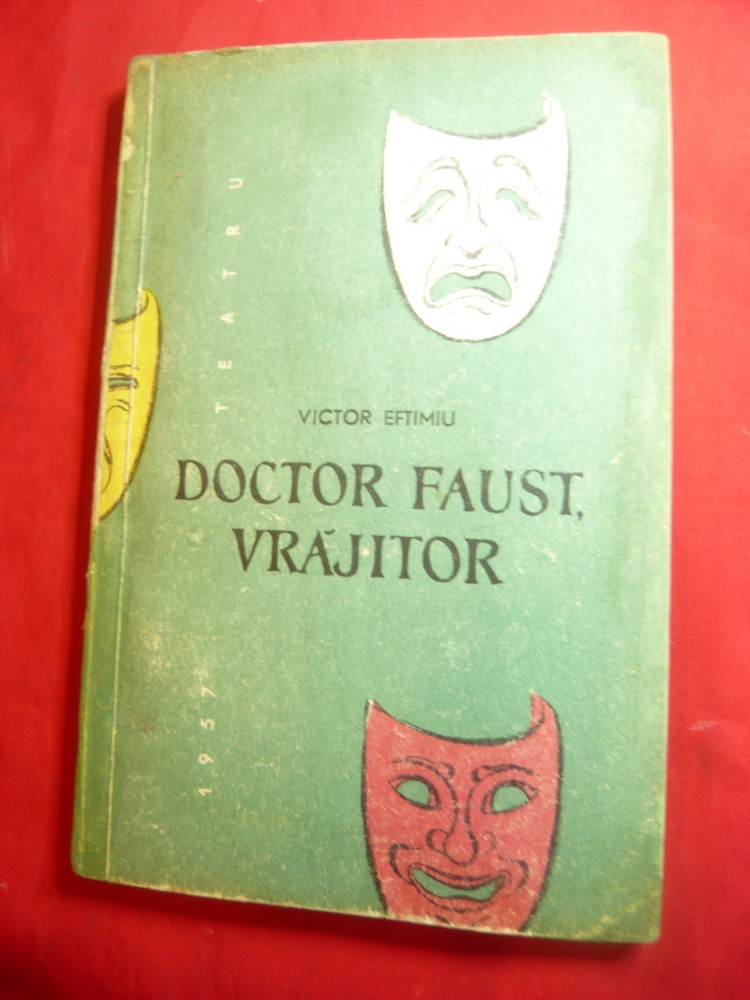 TEATRU
VICTOR EFTIMIU
DOCTOR FAUST,
VRĂJITOR
1957